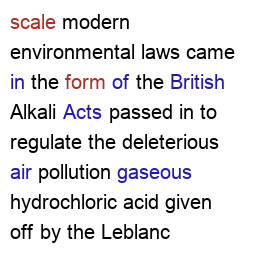 scale modern
environmental laws came
in the form of the British
Alkali Acts passed in to
regulate the deleterious
air pollution gaseous
hydrochloric acid given
off by the Leblanc